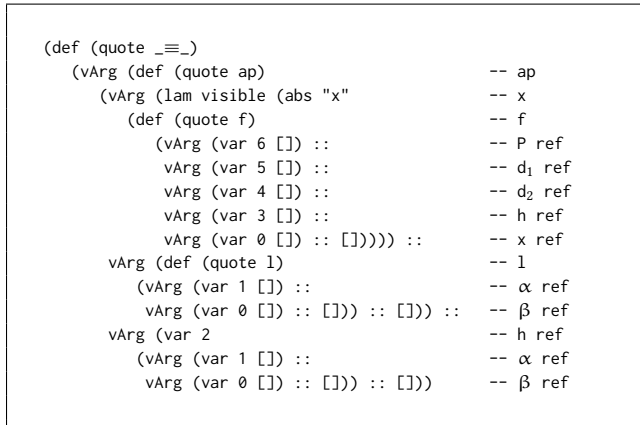 (def (quote _≡_)
(vArg (def (quote ap) -- ap
(vArg (lam visible (abs "x" -- x
(def (quote f) -- f
(vArg (var 6 []) :: -- P ref
vArg (var 5 []) :: -- d₁ ref
vArg (var 4 []) :: -- d₂ ref
vArg (var 3 []) :: -- h ref
vArg (var 0 []) :: [])))) :: -- x ref
vArg (def (quote l) -- l
(vArg (var 1 []) :: -- α ref
vArg (var 0 []) :: [])) :: [])) :: -- β ref
vArg (var 2 -- h ref
(vArg (var 1 []) :: -- α ref
vArg (var 0 []) :: [])) :: [])) -- β ref